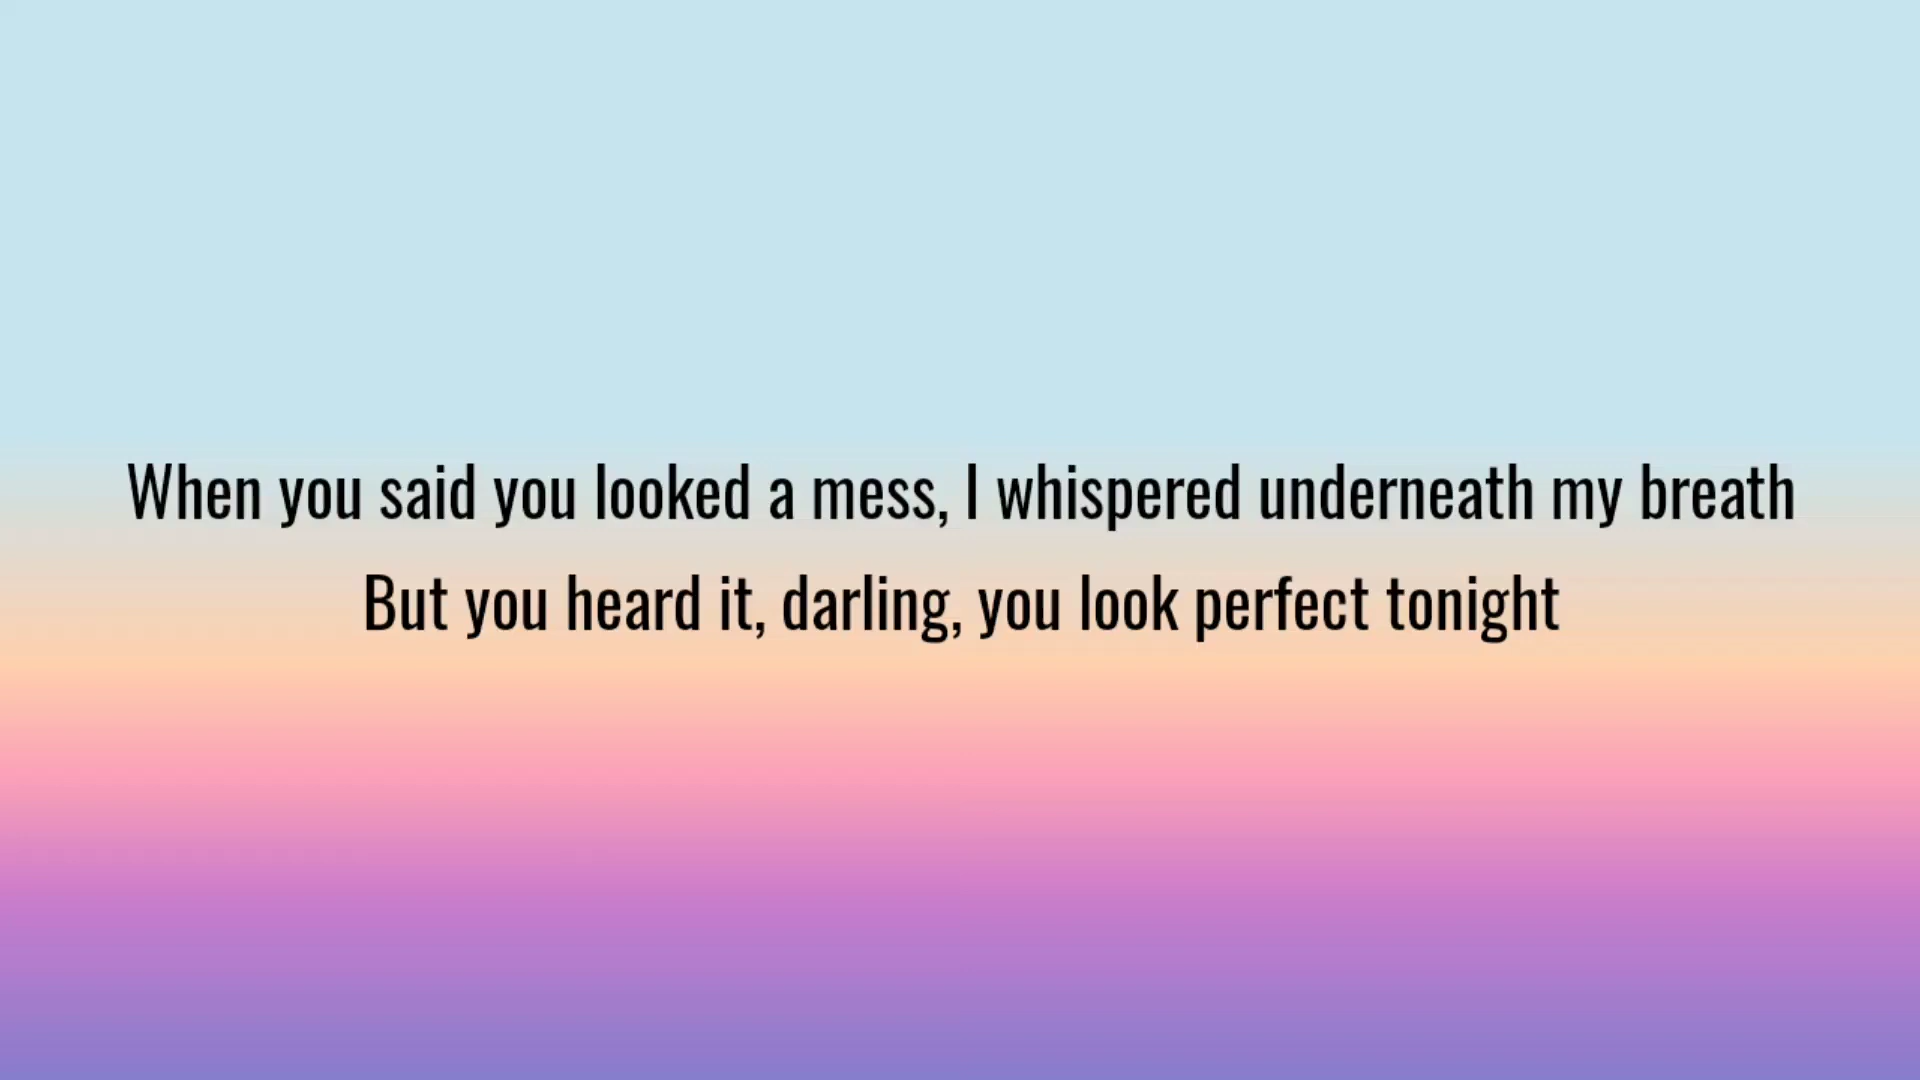 When you said you looked a mess, I whispered underneath my breath
But you heard it, darling, you look perfect tonight